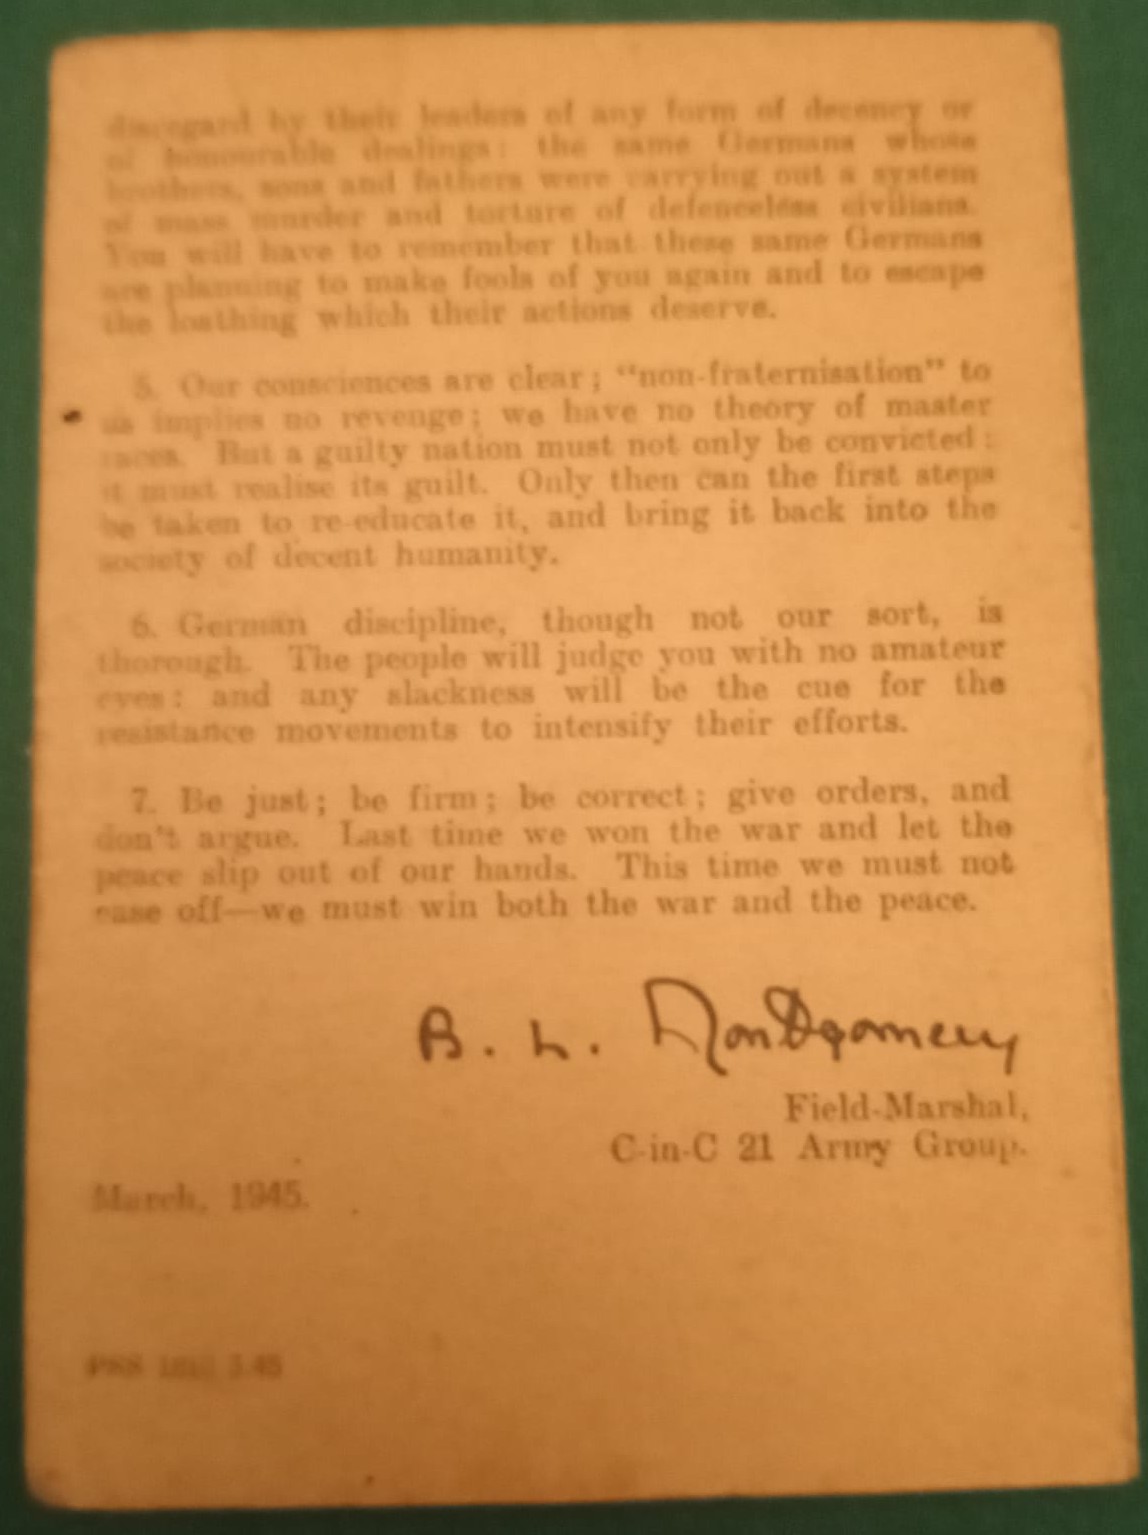 disregard by their leaders of any form of decency or
of honourable dealings: the same Germans whose
brothers, sons and fathers were carrying out a system
of mass murder and torture of defenceless civilians.
You will have to remember that these same Germans
are planning to make fools of you again and to escape
the loathing which their actions deserve.
5. Our consciences are clear; “non-fraternisation” to
us implies no revenge; we have no theory of master
races. But a guilty nation must not only be convicted:
it must realise its guilt. Only then can the first steps
be taken to re-educate it, and bring it back into the
society of decent humanity.
6. German discipline, though not our sort, is
thorough. The people will judge you with no amateur
eyes: and any slackness will be the cue for the
resistance movements to intensify their efforts.
7. Be just; be firm; be correct; give orders, and
don't argue. Last time we won the war and let the
peace slip out of our hands. This time we must not
ease off—we must win both the war and the peace.
B. L. Montgomery
Field-Marshal,
C-in-C 21 Army Group.
March, 1945.
PSS 3.45